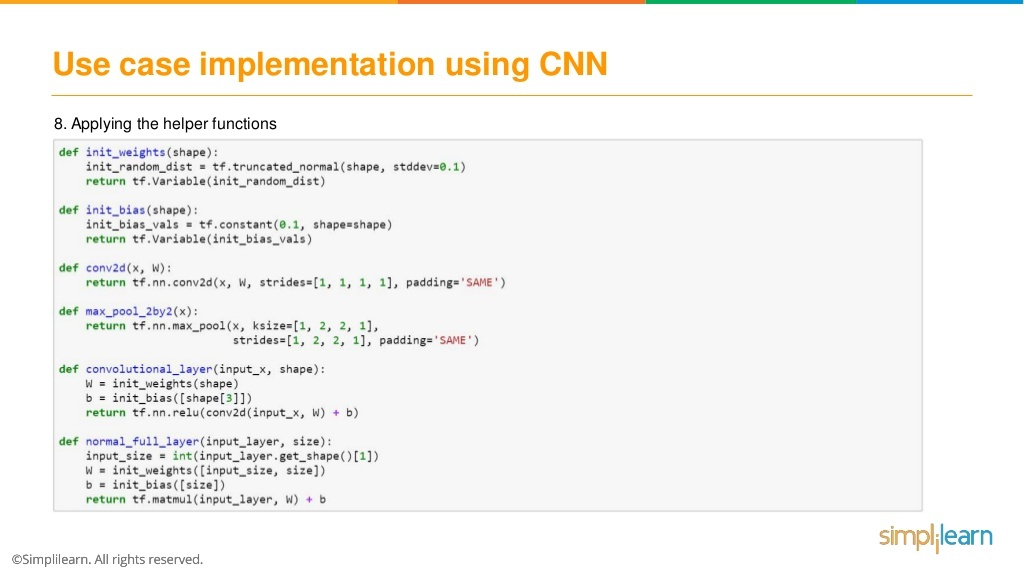 Use case implementation using CNN
8. Applying the helper functions
def init_weights(shape):
    init_random_dist = tf.truncated_normal(shape, stddev=0.1)
    return tf.Variable(init_random_dist)
def init_bias(shape):
    init_bias_vals = tf.constant(0.1, shape=shape)
    return tf.Variable(init_bias_vals)
def conv2d(x, W):
    return tf.nn.conv2d(x, W, strides=[1, 1, 1, 1], padding='SAME')
def max_pool_2by2(x):
    return tf.nn.max_pool(x, ksize=[1, 2, 2, 1],
                          strides=[1, 2, 2, 1], padding='SAME')
def convolutional_layer(input_x, shape):
    W = init_weights(shape)
    b = init_bias([shape[3]])
    return tf.nn.relu(conv2d(input_x, W) + b)
def normal_full_layer(input_layer, size):
    input_size = int(input_layer.get_shape()[1])
    W = init_weights([input_size, size])
    b = init_bias([size])
    return tf.matmul(input_layer, W) + b
simplilearn
©Simplilearn. All rights reserved.